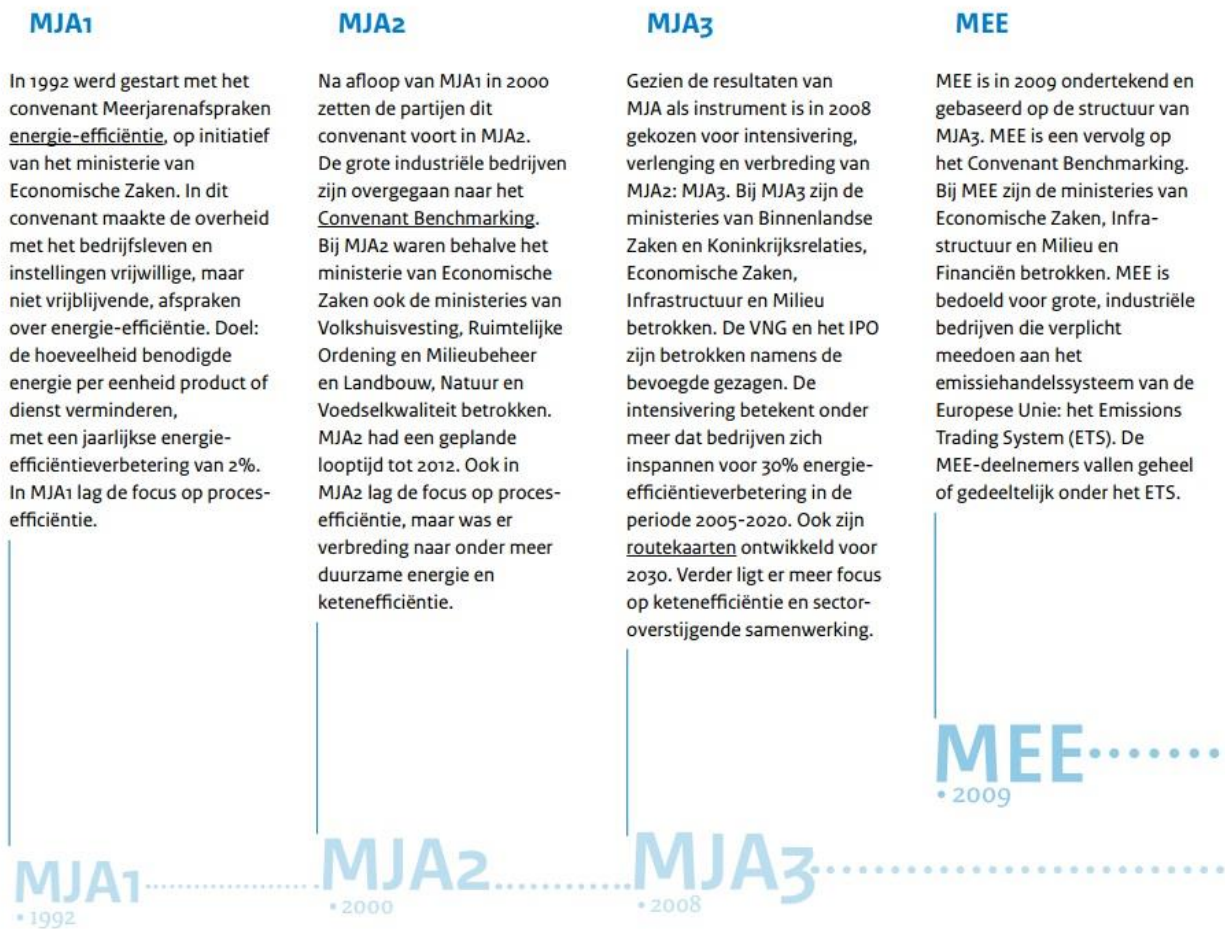 MJA1
In 1992 werd gestart met het
convenant Meerjarenafspraken
energie-efficiëntie, op initiatief
van het ministerie van
Economische Zaken. In dit
convenant maakte de overheid
met het bedrijfsleven en
instellingen vrijwillige, maar
niet vrijblijvende, afspraken
over energie-efficiëntie. Doel:
de hoeveelheid benodigde
energie per eenheid product of
dienst verminderen,
met een jaarlijkse energie-
efficiëntieverbetering van 2%.
In MJA1 lag de focus op proces-
efficiëntie.
MJA2
Na afloop van MJA1 in 2000
zetten de partijen dit
convenant voort in MJA2.
De grote industriële bedrijven
zijn overgegaan naar het
Convenant Benchmarking.
Bij MJA2 waren behalve het
ministerie van Economische
Zaken ook de ministeries van
Volkshuisvesting, Ruimtelijke
Ordening en Milieubeheer
en Landbouw, Natuur en
Voedselkwaliteit betrokken.
MJA2 had een geplande
looptijd tot 2012. Ook in
MJA2 lag de focus op proces-
efficiëntie, maar was er
verbreding naar onder meer
duurzame energie en
ketenefficiëntie.
MJA3
Gezien de resultaten van
MJA als instrument is in 2008
gekozen voor intensivering,
verlenging en verbreding van
MJA2: MJA3. Bij MJA3 zijn de
ministeries van Binnenlandse
Zaken en Koninkrijksrelaties,
Economische Zaken,
Infrastructuur en Milieu
betrokken. De VNG en het IPO
zijn betrokken namens de
bevoegde gezagen. De
intensivering betekent onder
meer dat bedrijven zich
inspannen voor 30% energie-
efficiëntieverbetering in de
periode 2005-2020. Ook zijn
routekaarten ontwikkeld voor
2030. Verder ligt er meer focus
op ketenefficiëntie en sector-
overstijgende samenwerking.
MEE
MEE is in 2009 ondertekend en
gebaseerd op de structuur van
MJA3. MEE is een vervolg op
het Convenant Benchmarking.
Bij MEE zijn de ministeries van
Economische Zaken, Infra-
structuur en Milieu en
Financiën betrokken. MEE is
bedoeld voor grote, industriële
bedrijven die verplicht
meedoen aan het
emissiehandelssysteem van de
Europese Unie: het Emissions
Trading System (ETS). De
MEE-deelnemers vallen geheel
of gedeeltelijk onder het ETS.
MJA1
• 1992
MJA2
• 2000
MJA3
• 2008
MEE
• 2009